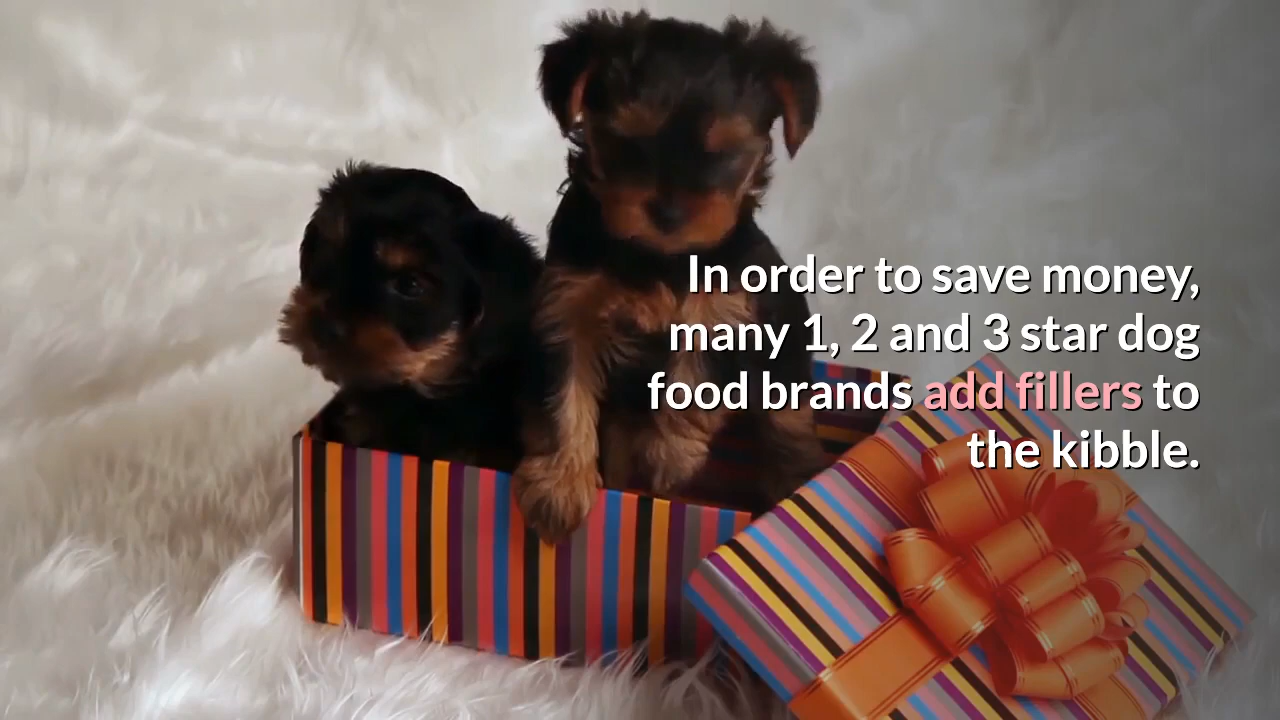 In order to save money,
many 1, 2 and 3 star dog
food brands add fillers to
the kibble.